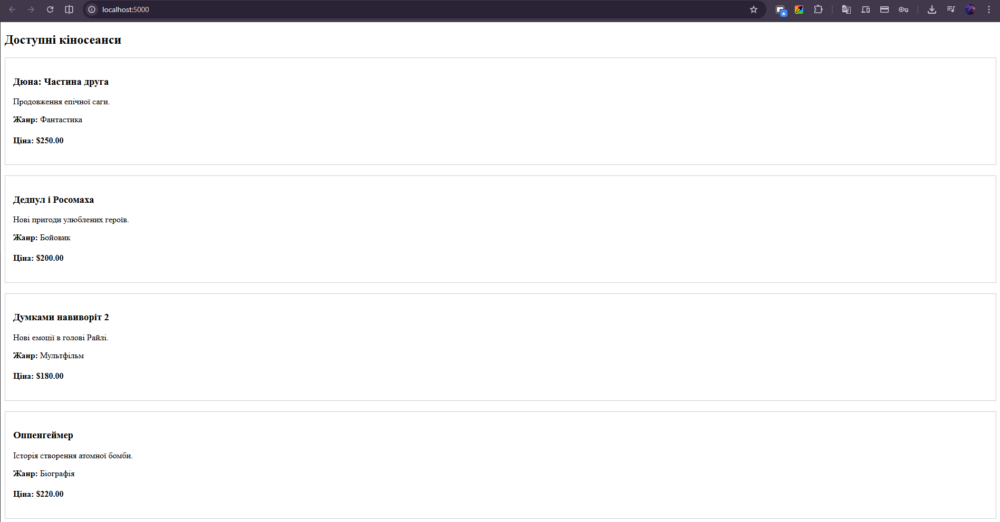 localhost:5000
Доступні кіносеанси
Дюна: Частина друга
Продовження епічної саги.
Жанр: Фантастика
Ціна: $250.00
Дедпул і Росомаха
Нові пригоди улюблених героїв.
Жанр: Бойовик
Ціна: $200.00
Думками навиворіт 2
Нові емоції в голові Райлі.
Жанр: Мультфільм
Ціна: $180.00
Оппенгеймер
Історія створення атомної бомби.
Жанр: Біографія
Ціна: $220.00